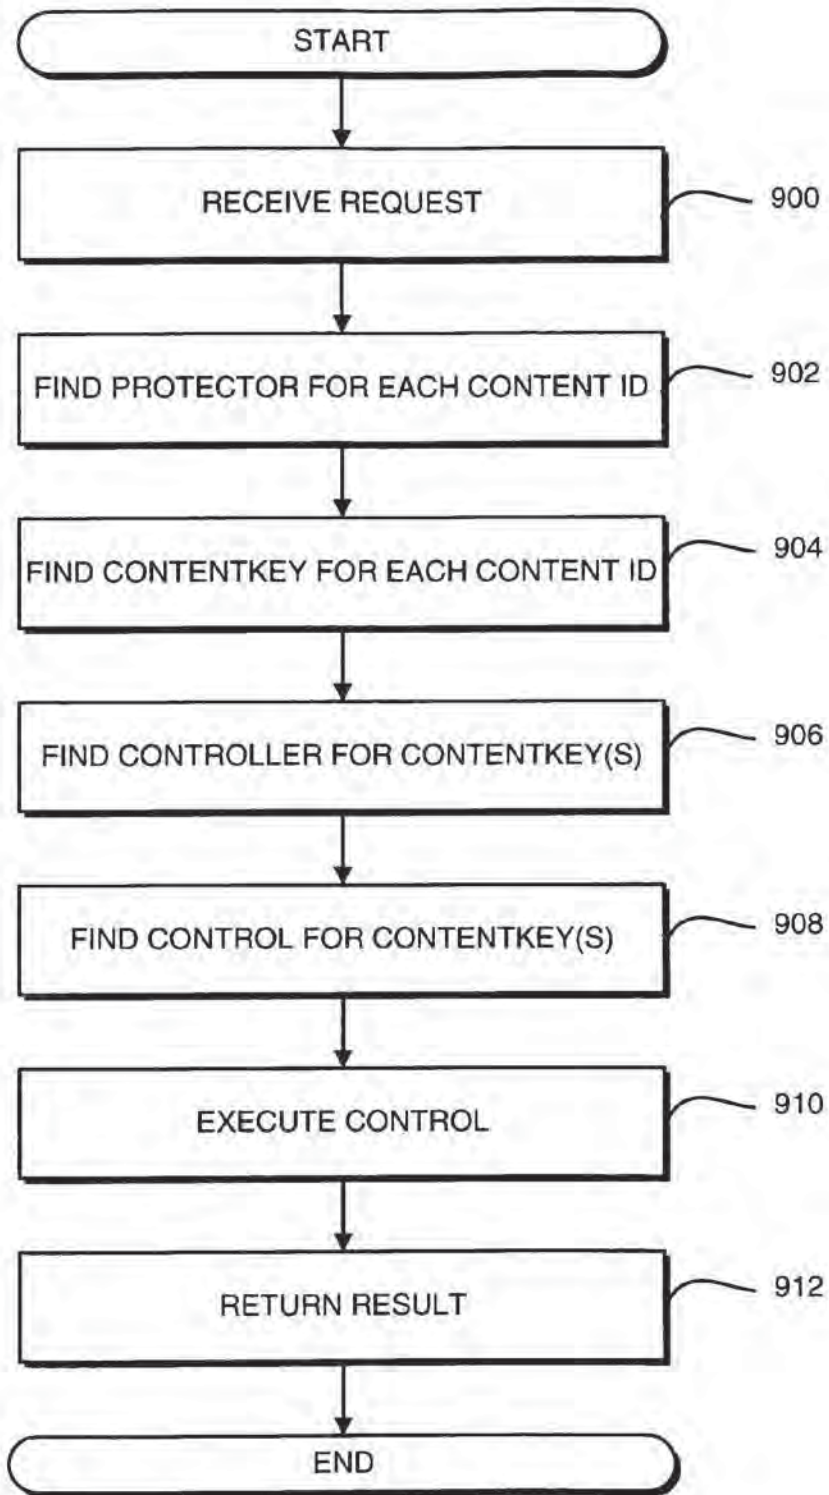 START
RECEIVE REQUEST
900
FIND PROTECTOR FOR EACH CONTENT ID
902
FIND CONTENTKEY FOR EACH CONTENT ID
904
FIND CONTROLLER FOR CONTENTKEY(S)
906
FIND CONTROL FOR CONTENTKEY(S)
908
EXECUTE CONTROL
910
RETURN RESULT
912
END